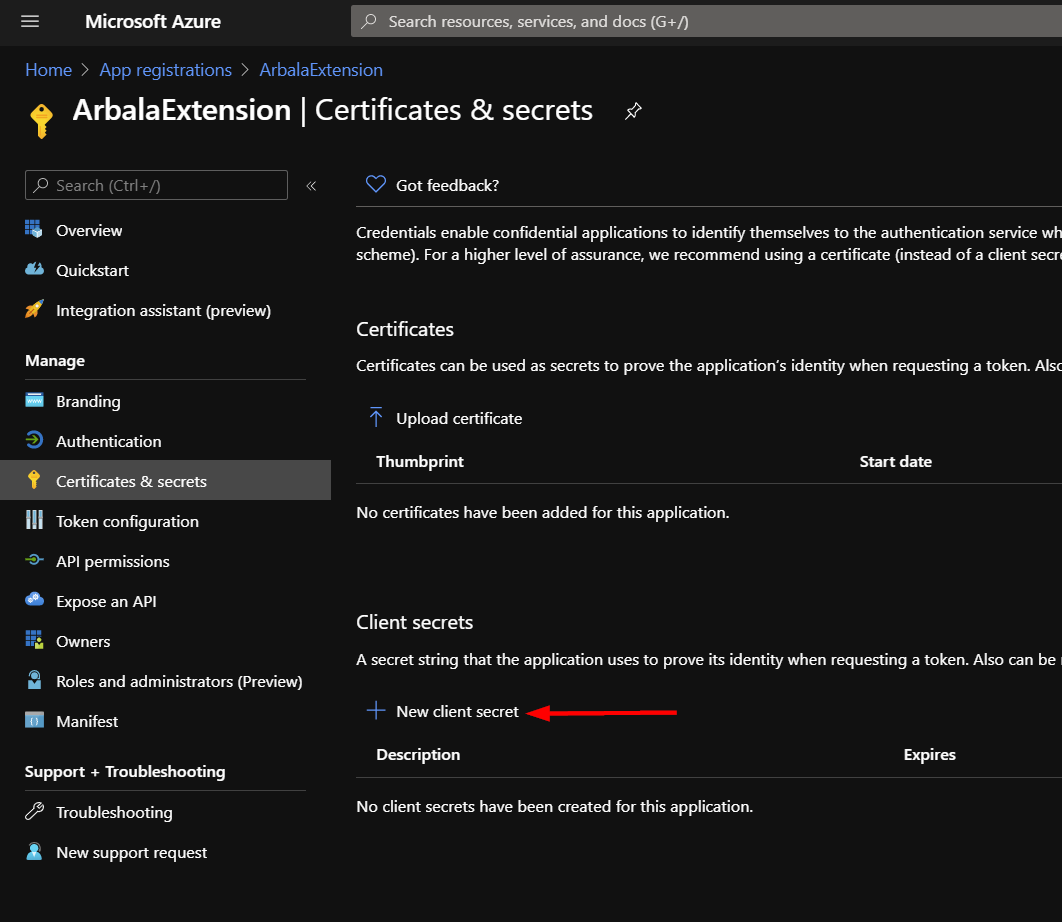 Microsoft Azure
Search resources, services, and docs (G+/)
Home > App registrations > ArbalaExtension
ArbalaExtension | Certificates & secrets
Search (Ctrl+/)
«
Overview
Quickstart
Integration assistant (preview)
Manage
Branding
Authentication
Certificates & secrets
Token configuration
API permissions
Expose an API
Owners
Roles and administrators (Preview)
Manifest
Support + Troubleshooting
Troubleshooting
New support request
Got feedback?
Credentials enable confidential applications to identify themselves to the authentication service wh
scheme). For a higher level of assurance, we recommend using a certificate (instead of a client secre
Certificates
Certificates can be used as secrets to prove the application's identity when requesting a token. Also
Upload certificate
Thumbprint Start date
No certificates have been added for this application.
Client secrets
A secret string that the application uses to prove its identity when requesting a token. Also can be
New client secret
Description Expires
No client secrets have been created for this application.